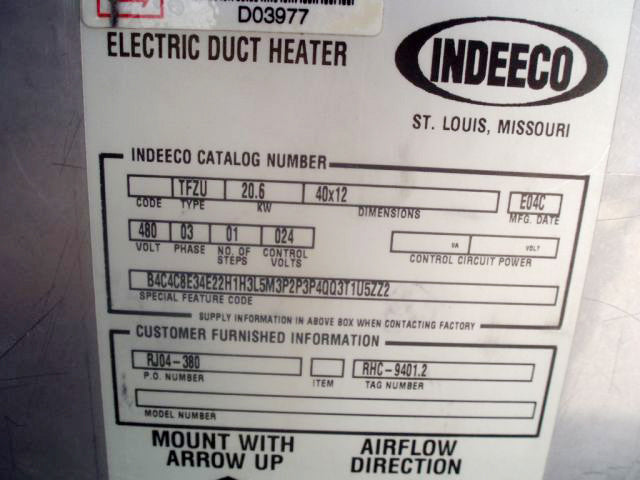 D03977
ELECTRIC DUCT HEATER
INDEECO
ST. LOUIS, MISSOURI
INDEECO CATALOG NUMBER
TFZU 20.6 40x12 E04C
CODE TYPE KW DIMENSIONS MFG. DATE
480 03 01 024 VA VOLT
VOLT PHASE NO. OF STEPS CONTROL VOLTS CONTROL CIRCUIT POWER
B4C4C8E34E22H1H3L5M3P2P3P4QQ3T1U5ZZ2
SPECIAL FEATURE CODE
SUPPLY INFORMATION IN ABOVE BOX WHEN CONTACTING FACTORY
CUSTOMER FURNISHED INFORMATION
RJ04-380 RHC-9401.2
P.O. NUMBER ITEM TAG NUMBER
MODEL NUMBER
MOUNT WITH AIRFLOW
ARROW UP DIRECTION